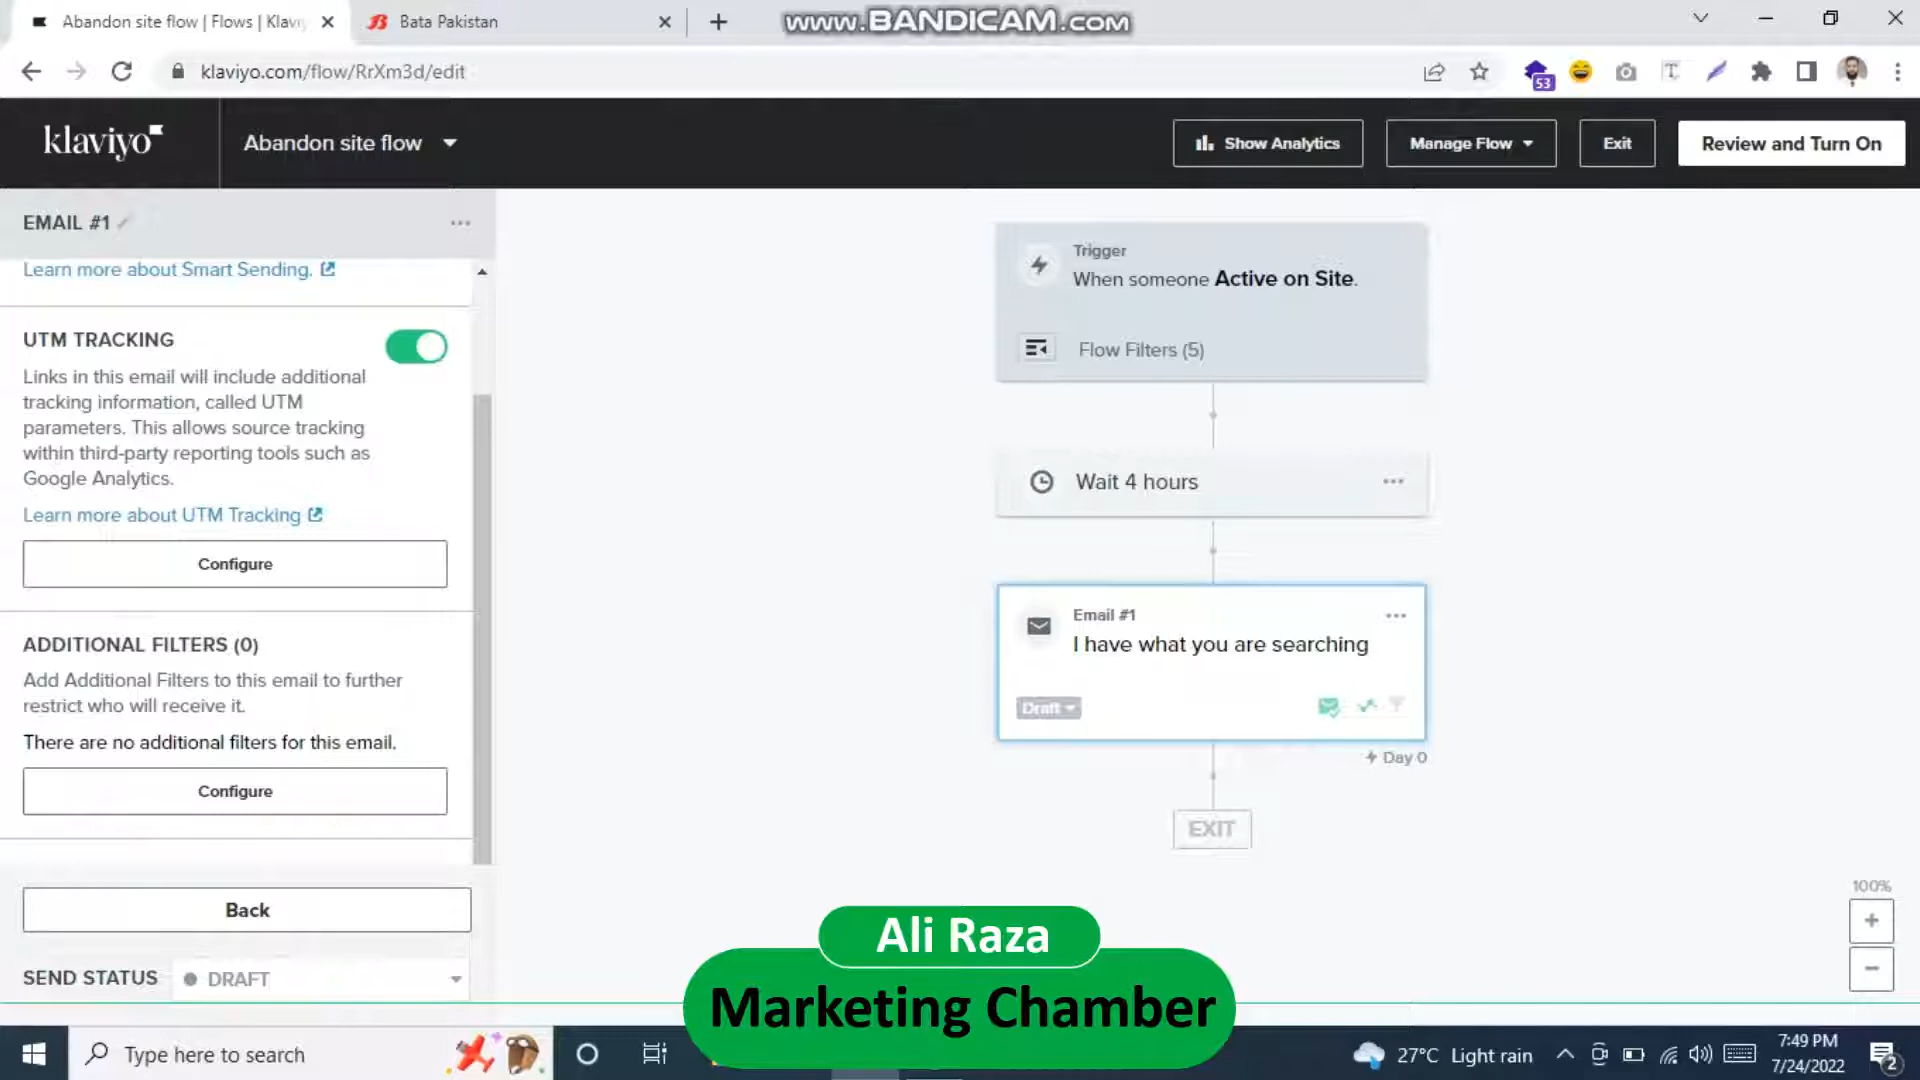 Abandon site flow | Flows | Klaviy
Bata Pakistan
www.BANDICAM.com
klaviyo.com/flow/RrXm3d/edit
53
klaviyo
Abandon site flow
Show Analytics
Manage Flow
Exit
Review and Turn On
EMAIL #1
Learn more about Smart Sending.
UTM TRACKING
Links in this email will include additional
tracking information, called UTM
parameters. This allows source tracking
within third-party reporting tools such as
Google Analytics.
Learn more about UTM Tracking
Configure
ADDITIONAL FILTERS (0)
Add Additional Filters to this email to further
restrict who will receive it.
There are no additional filters for this email.
Configure
Back
SEND STATUS
DRAFT
Trigger
When someone Active on Site.
Flow Filters (5)
Wait 4 hours
Email #1
I have what you are searching
Draft
Day 0
EXIT
100%
Ali Raza
Marketing Chamber
Type here to search
27°C Light rain
7:49 PM
7/24/2022
2